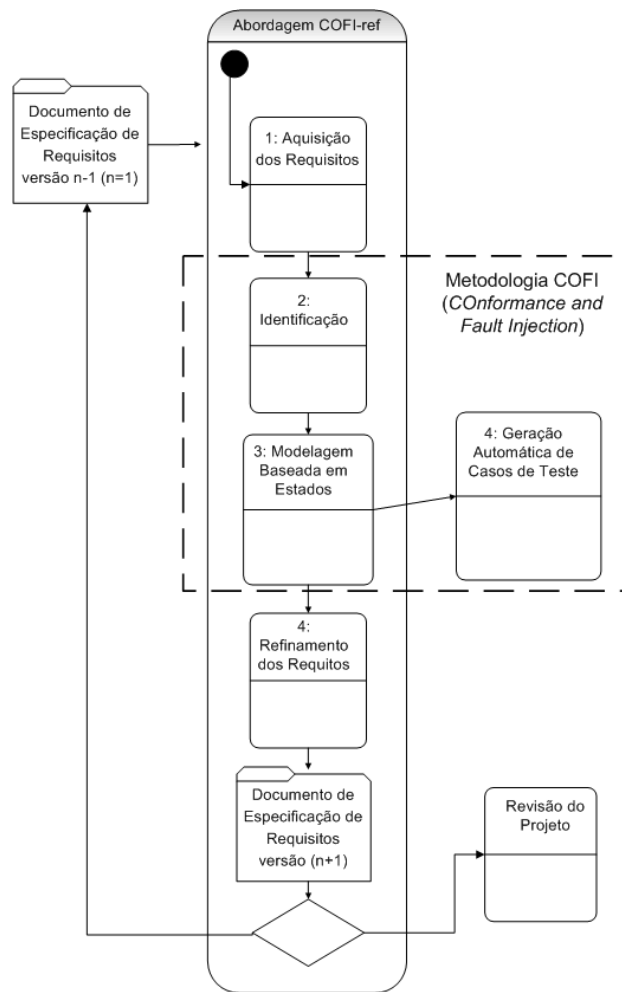 Abordagem COFI-ref
Documento de
Especificação de
Requisitos
versão n-1 (n=1)
1: Aquisição
dos Requisitos
Metodologia COFI
(COnformance and
Fault Injection)
2:
Identificação
3: Modelagem
Baseada em
Estados
4: Geração
Automática de
Casos de Teste
4:
Refinamento
dos Requitos
Documento de
Especificação de
Requisitos
versão (n+1)
Revisão do
Projeto